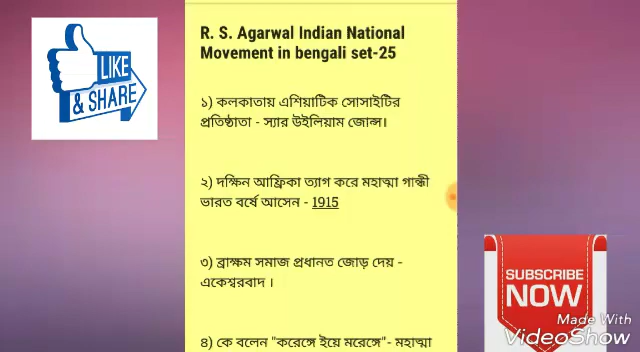 R. S. Agarwal Indian National
Movement in bengali set-25
LIKE
& SHARE
১) কলকাতায় এশিয়াটিক সোসাইটির
প্রতিষ্ঠাতা - স্যার উইলিয়াম জোন্স।
২) দক্ষিন আফ্রিকা ত্যাগ করে মহাত্মা গান্ধী
ভারত বর্ষে আসেন - 1915
৩) ব্রাক্ষম সমাজ প্রধানত জোড় দেয় -
একেশ্বরবাদ ।
৪) কে বলেন "করেঙ্গে ইয়ে মরেঙ্গে"- মহাত্মা
SUBSCRIBE
NOW
Made With
VideoShow